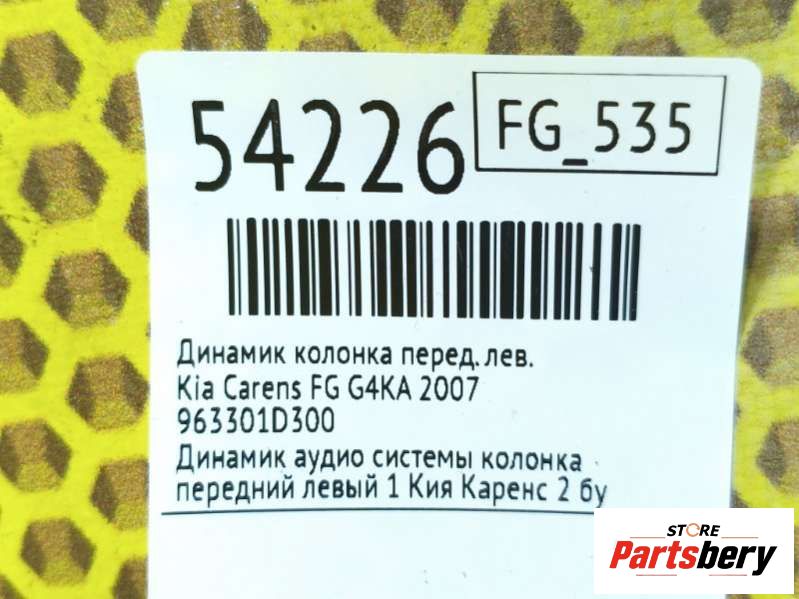 54226
FG_535
Динамик колонка перед. лев.
Kia Carens FG G4KA 2007
963301D300
Динамик аудио системы колонка
передний левый 1 Кия Каренс 2 бу
STORE
Partsbery